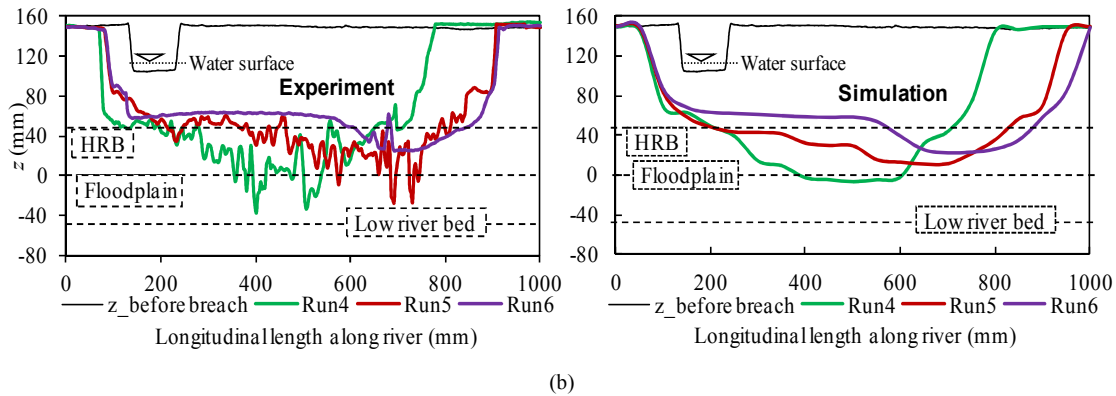 160
120
80
40
0
-40
-80
z (mm)
Water surface
Experiment
HRB
Floodplain
Low river bed
0 200 400 600 800 1000
z_before breach Run4 Run5 Run6
Longitudinal length along river (mm)
160
120
80
40
0
-40
-80
Water surface
Simulation
HRB
Floodplain
Low river bed
0 200 400 600 800 1000
z_before breach Run4 Run5 Run6
Longitudinal length along river (mm)
(b)